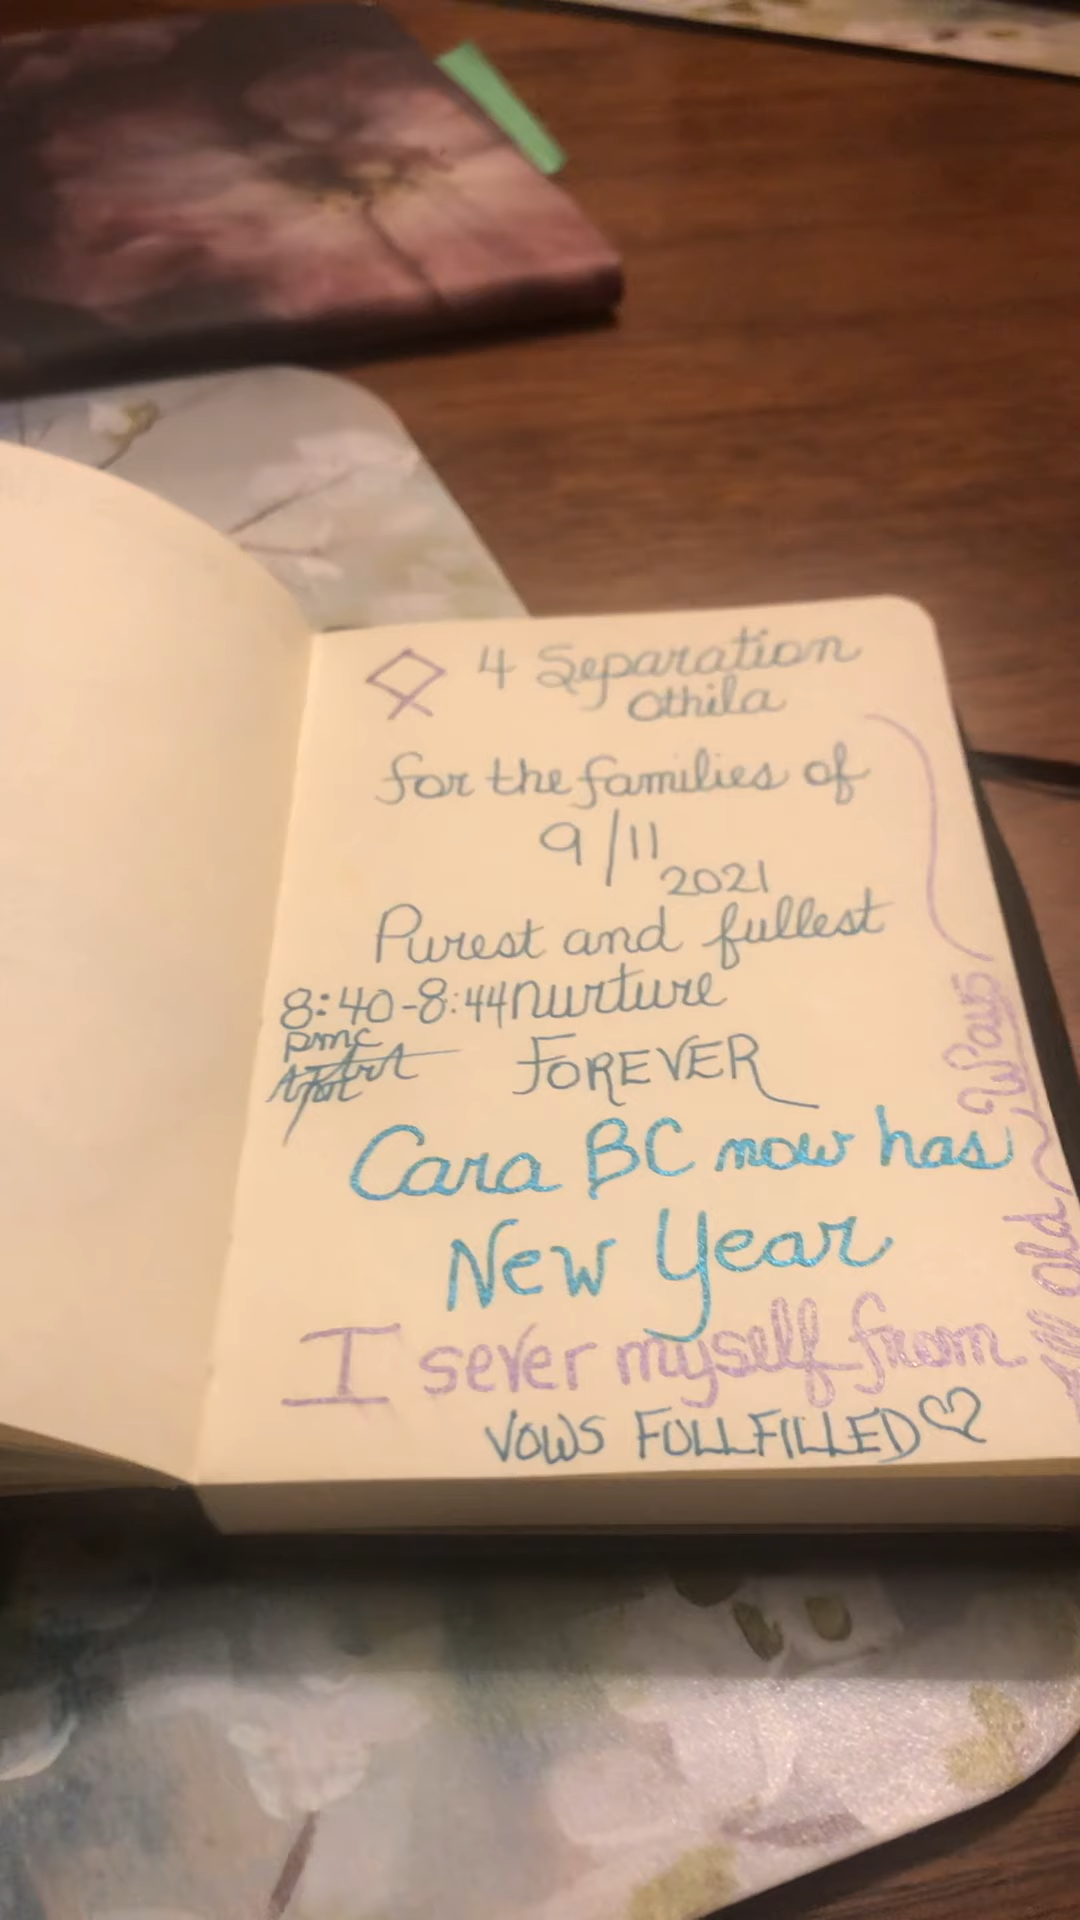 4 Separation
Othila
for the families of
9/11
2021
Purest and fullest
8:40-8:44 nurture
pmc
FOREVER
Cara BC now has
New Year
I sever myself from
All old Ways
VOWS FULLFILLED